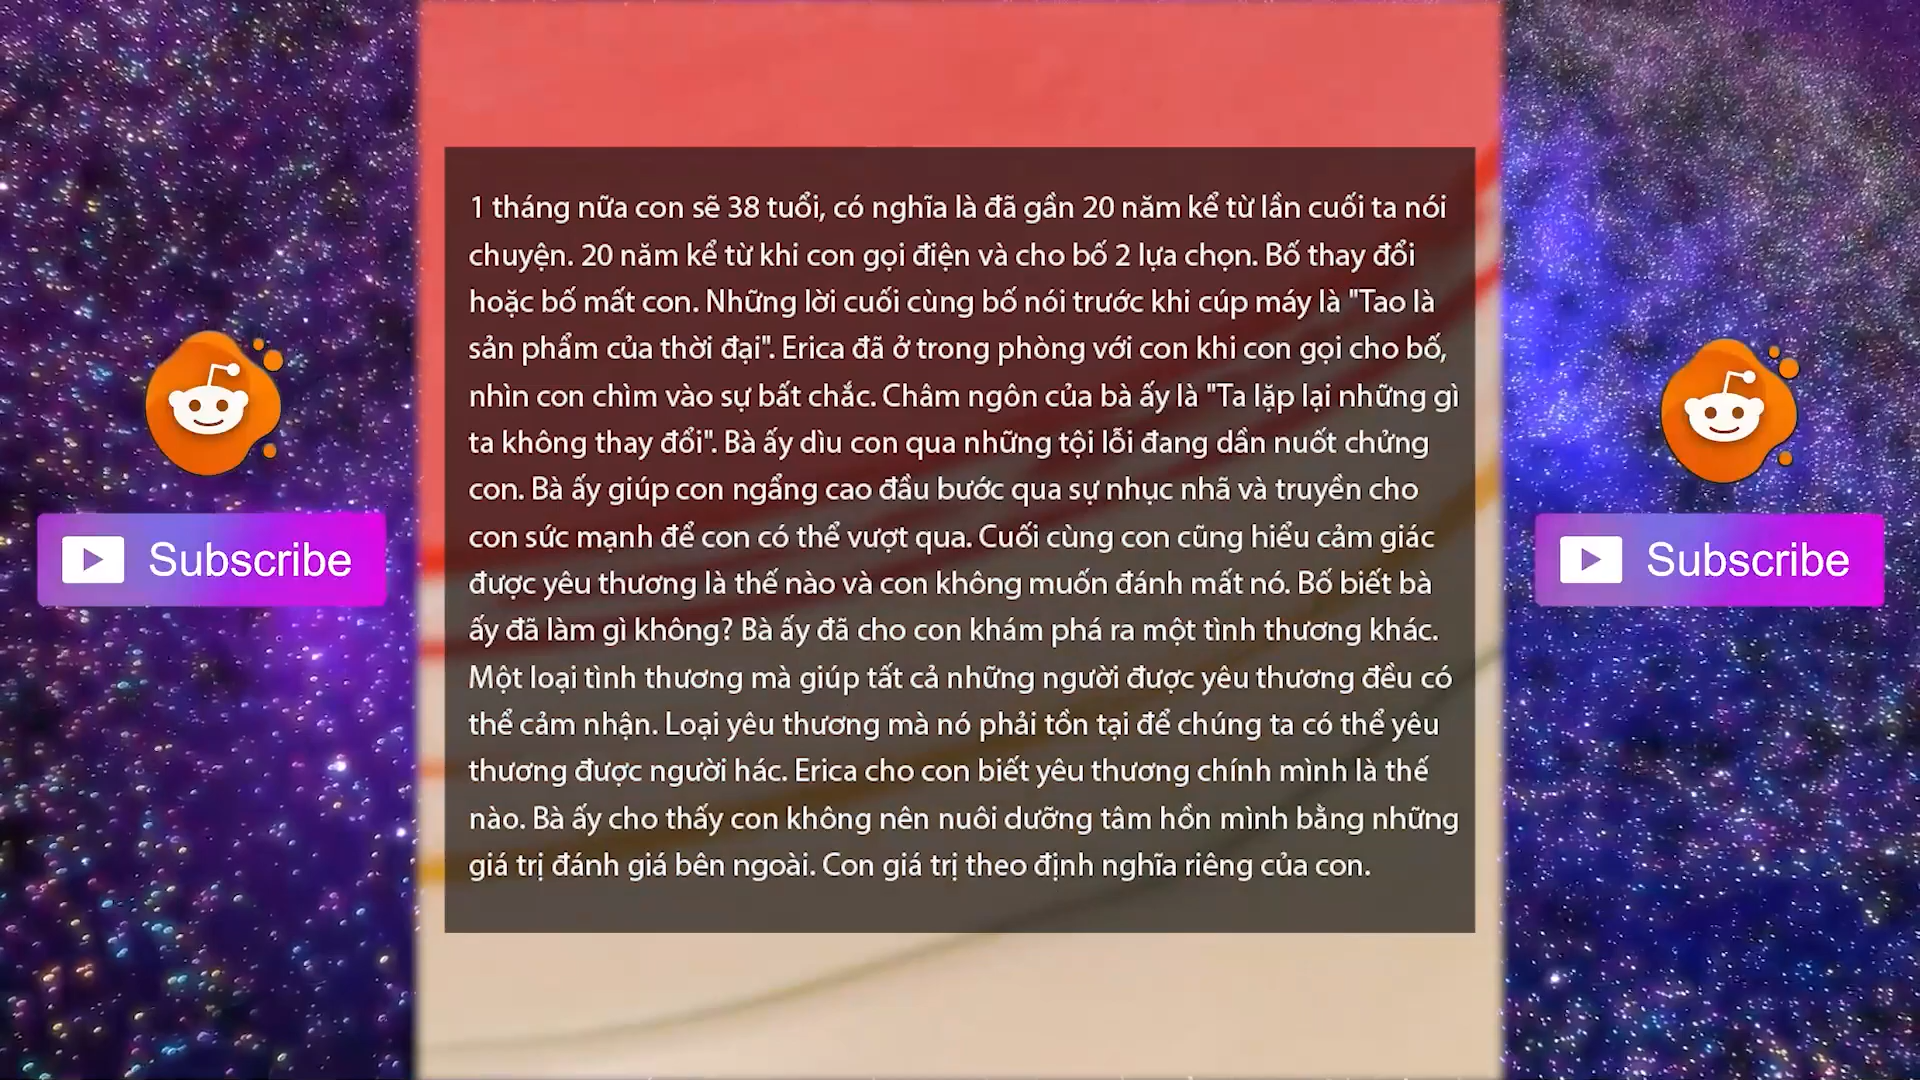 1 tháng nữa con sẽ 38 tuổi, có nghĩa là đã gần 20 năm kể từ lần cuối ta nói
chuyện. 20 năm kể từ khi con gọi điện và cho bố 2 lựa chọn. Bố thay đổi
hoặc bố mất con. Những lời cuối cùng bố nói trước khi cúp máy là "Tao là
sản phẩm của thời đại". Erica đã ở trong phòng với con khi con gọi cho bố,
nhìn con chìm vào sự bất chắc. Châm ngôn của bà ấy là "Ta lặp lại những gì
ta không thay đổi". Bà ấy dìu con qua những tội lỗi đang dần nuốt chửng
con. Bà ấy giúp con ngẩng cao đầu bước qua sự nhục nhã và truyền cho
con sức mạnh để con có thể vượt qua. Cuối cùng con cũng hiểu cảm giác
được yêu thương là thế nào và con không muốn đánh mất nó. Bố biết bà
ấy đã làm gì không? Bà ấy đã cho con khám phá ra một tình thương khác.
Một loại tình thương mà giúp tất cả những người được yêu thương đều có
thể cảm nhận. Loại yêu thương mà nó phải tồn tại để chúng ta có thể yêu
thương được người hác. Erica cho con biết yêu thương chính mình là thế
nào. Bà ấy cho thấy con không nên nuôi dưỡng tâm hồn mình bằng những
giá trị đánh giá bên ngoài. Con giá trị theo định nghĩa riêng của con.
Subscribe
Subscribe